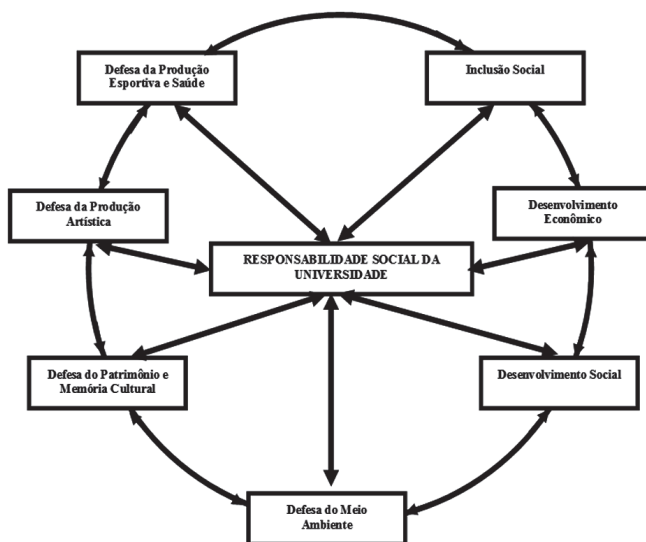 Defesa da Produção
Esportiva e Saúde
Inclusão Social
Defesa da Produção
Artística
Desenvolvimento
Econômico
RESPONSABILIDADE SOCIAL DA
UNIVERSIDADE
Defesa do Patrimônio e
Memória Cultural
Desenvolvimento Social
Defesa do Meio
Ambiente